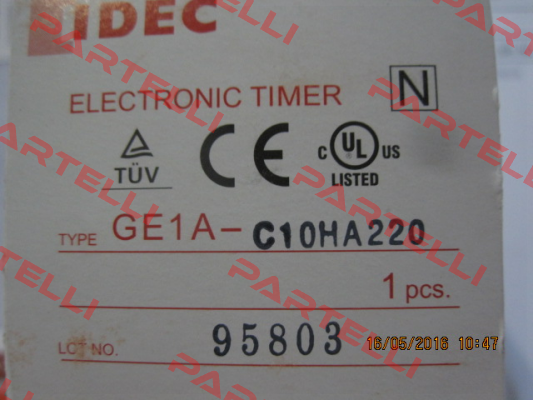 IDEC
ELECTRONIC TIMER N
TÜV CE C UL US LISTED
TYPE GE1A-C10HA220
1 pcs.
LOT NO. 95803
16/05/2016 10:47
PARTELLI